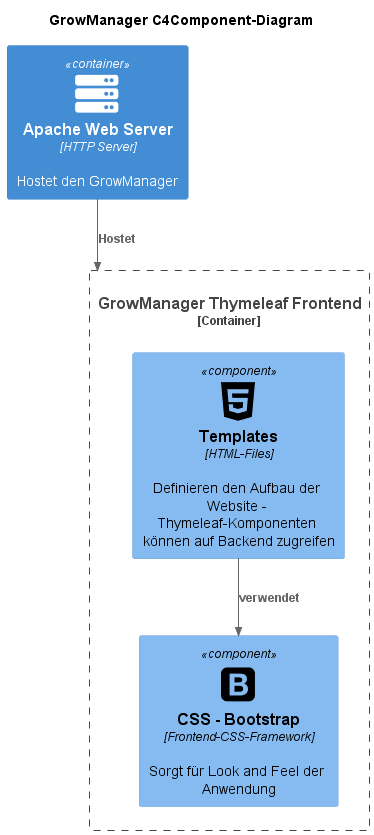 GrowManager C4Component-Diagram
«container»
Apache Web Server
[HTTP Server]
Hostet den GrowManager
Hostet
GrowManager Thymeleaf Frontend
[Container]
«component»
Templates
[HTML-Files]
Definieren den Aufbau der
Website -
Thymeleaf-Komponenten
können auf Backend zugreifen
verwendet
«component»
CSS - Bootstrap
[Frontend-CSS-Framework]
Sorgt für Look and Feel der
Anwendung